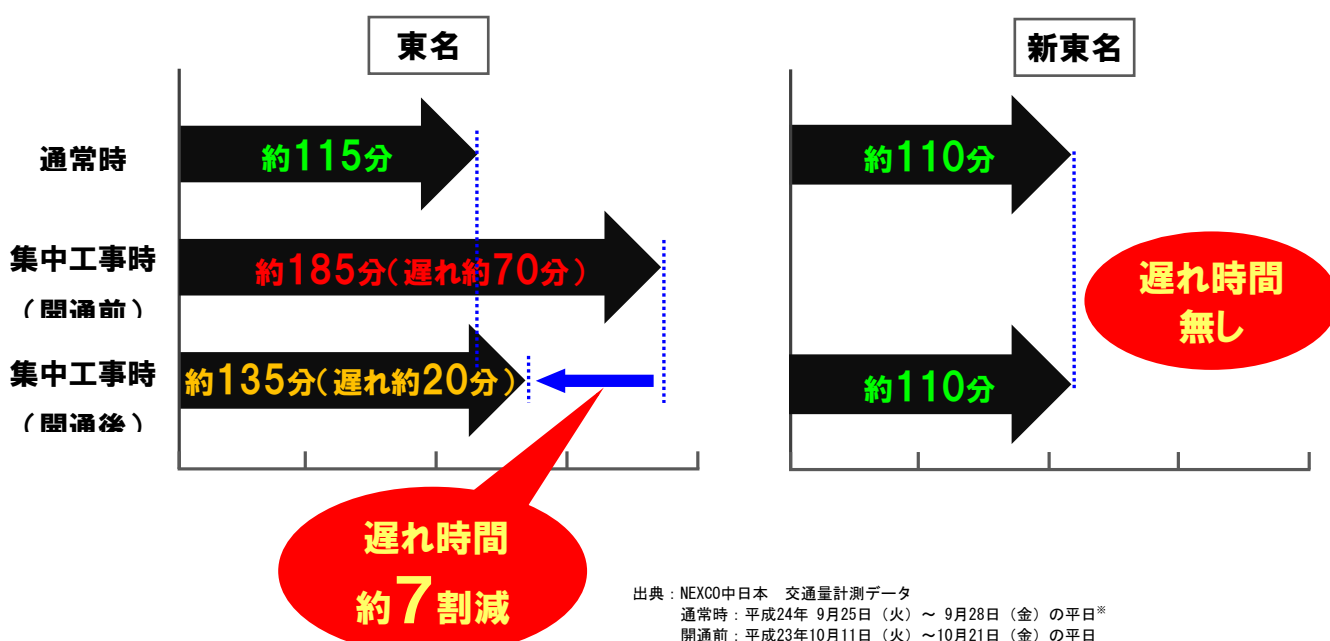 東名
新東名
通常時
約115分
約110分
集中工事時
（開通前）
約185分（遅れ約70分）
遅れ時間
無し
集中工事時
（開通後）
約135分（遅れ約20分）
約110分
遅れ時間
約7割減
出典：NEXCO中日本　交通量計測データ
通常時：平成24年 9月25日（火）～ 9月28日（金）の平日※
開通前：平成23年10月11日（火）～10月21日（金）の平日